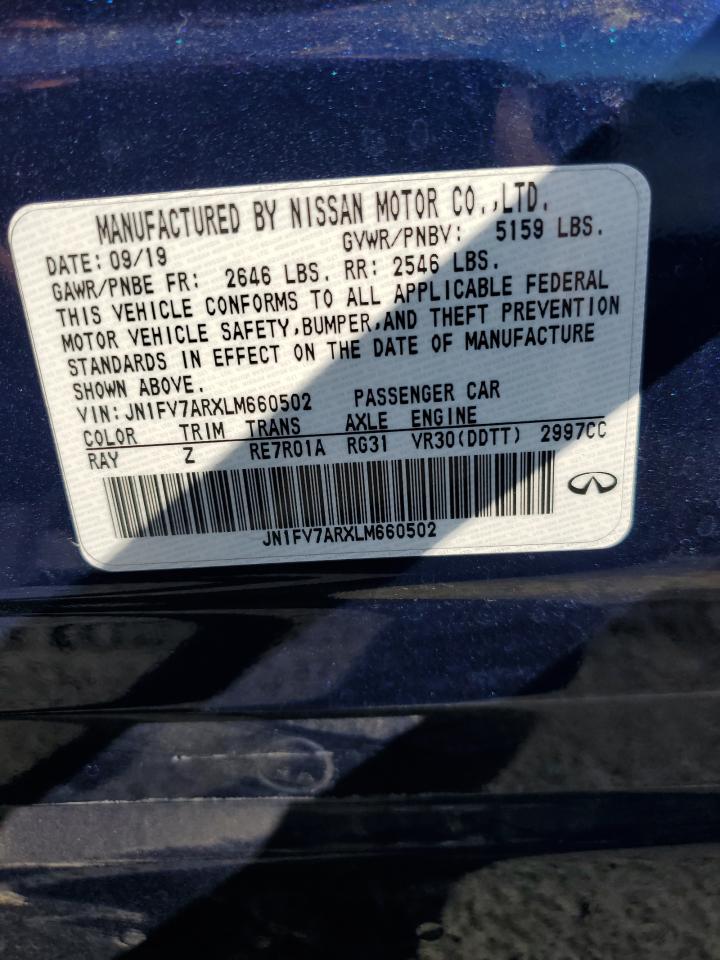 MANUFACTURED BY NISSAN MOTOR CO.,LTD.
DATE: 09/19 GVWR/PNBV: 5159 LBS.
GAWR/PNBE FR: 2646 LBS. RR: 2546 LBS.
THIS VEHICLE CONFORMS TO ALL APPLICABLE FEDERAL
MOTOR VEHICLE SAFETY,BUMPER,AND THEFT PREVENTION
STANDARDS IN EFFECT ON THE DATE OF MANUFACTURE
SHOWN ABOVE.
VIN: JN1FV7ARXLM660502 PASSENGER CAR
COLOR TRIM TRANS AXLE ENGINE
RAY Z RE7R01A RG31 VR30(DDTT) 2997CC
JN1FV7ARXLM660502